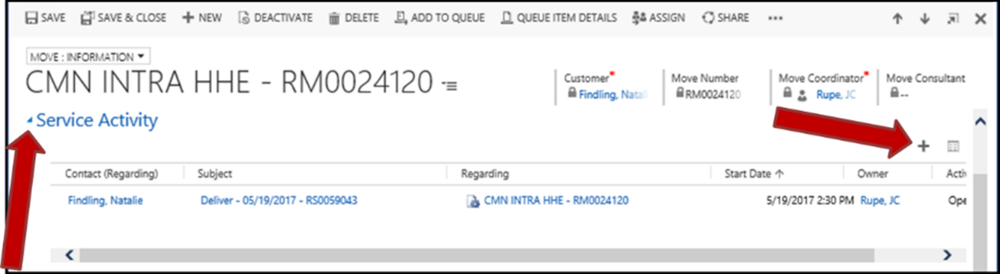 SAVE SAVE & CLOSE + NEW DEACTIVATE DELETE ADD TO QUEUE QUEUE ITEM DETAILS ASSIGN SHARE •••
MOVE : INFORMATION
CMN INTRA HHE - RM0024120
Customer* Move Number Move Coordinator* Move Consultant
Findling, Natal RM0024120 Rupe, JC --
Service Activity
Contact (Regarding) Subject Regarding Start Date ↑ Owner Activ
Findling, Natalie Deliver - 05/19/2017 - RS0059043 CMN INTRA HHE - RM0024120 5/19/2017 2:30 PM Rupe, JC Ope